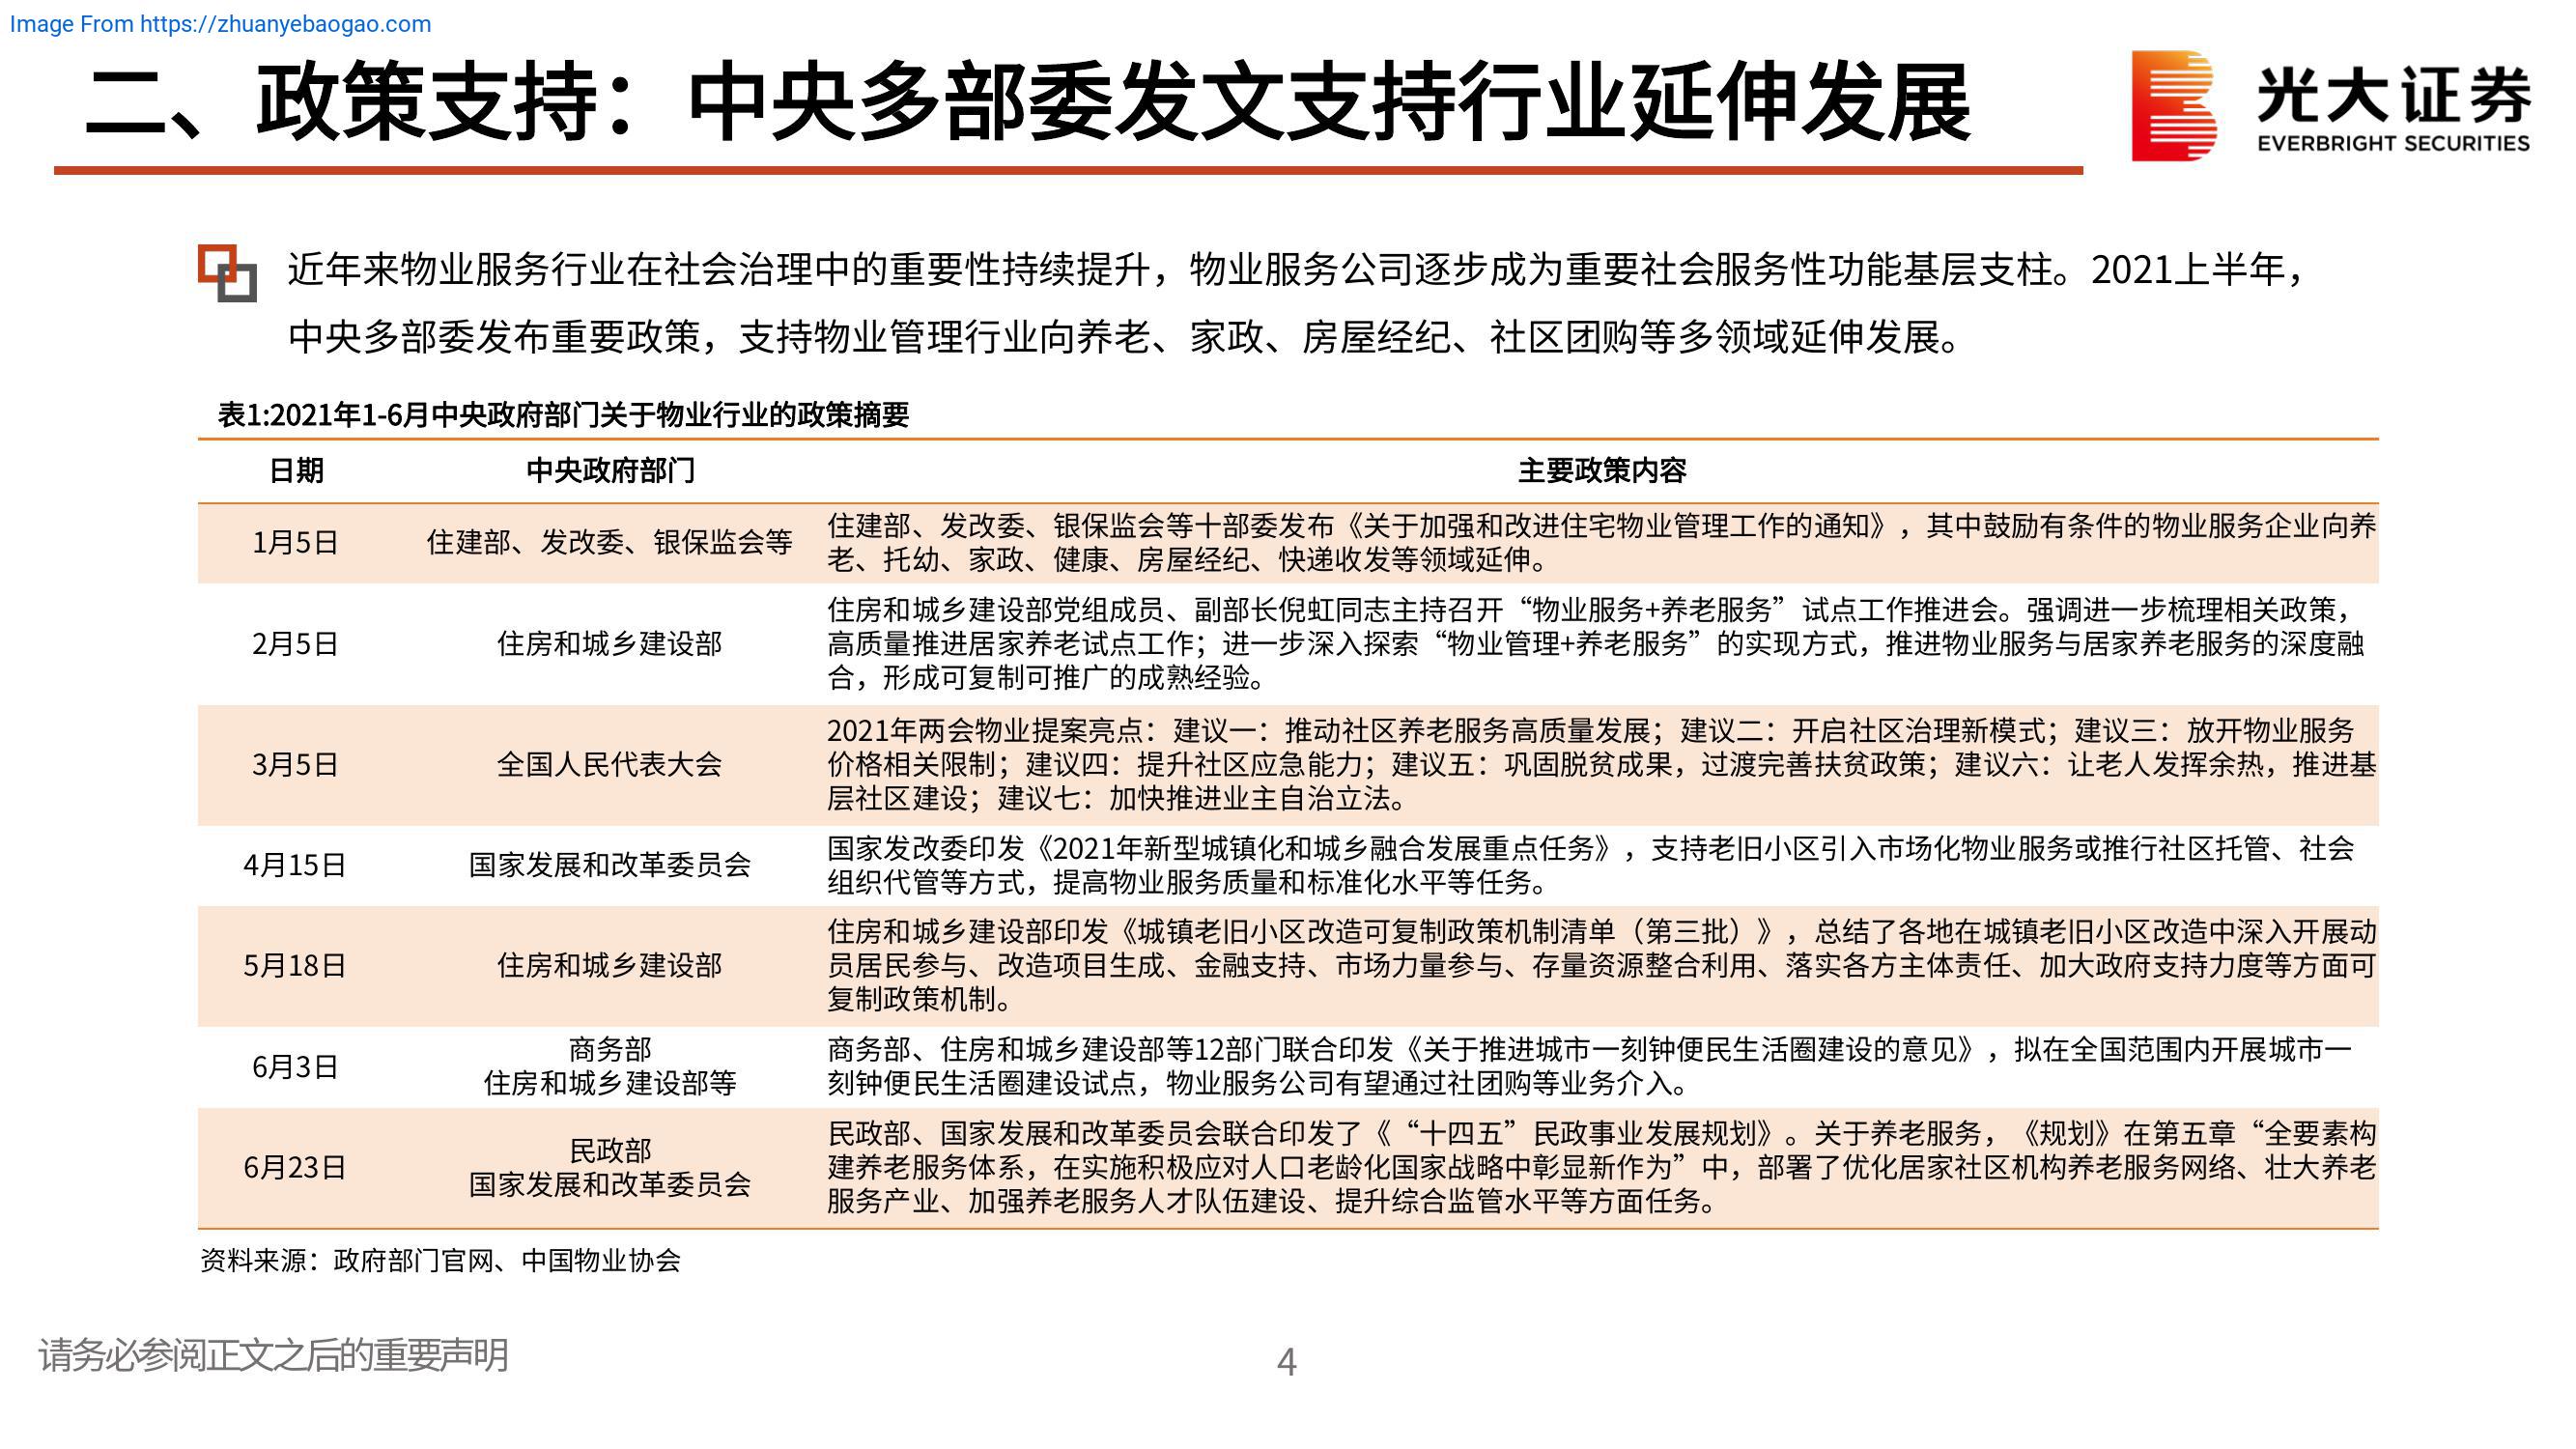 Image From https://zhuanyebaogao.com
二、政策支持：中央多部委发文支持行业延伸发展
光大证券
EVERBRIGHT SECURITIES
近年来物业服务行业在社会治理中的重要性持续提升，物业服务公司逐步成为重要社会服务性功能基层支柱。2021上半年，
中央多部委发布重要政策，支持物业管理行业向养老、家政、房屋经纪、社区团购等多领域延伸发展。
表1:2021年1-6月中央政府部门关于物业行业的政策摘要
日期 中央政府部门 主要政策内容
1月5日 住建部、发改委、银保监会等
住建部、发改委、银保监会等十部委发布《关于加强和改进住宅物业管理工作的通知》，其中鼓励有条件的物业服务企业向养
老、托幼、家政、健康、房屋经纪、快递收发等领域延伸。
2月5日 住房和城乡建设部
住房和城乡建设部党组成员、副部长倪虹同志主持召开“物业服务+养老服务”试点工作推进会。强调进一步梳理相关政策，
高质量推进居家养老试点工作；进一步深入探索“物业管理+养老服务”的实现方式，推进物业服务与居家养老服务的深度融
合，形成可复制可推广的成熟经验。
3月5日 全国人民代表大会
2021年两会物业提案亮点：建议一：推动社区养老服务高质量发展；建议二：开启社区治理新模式；建议三：放开物业服务
价格相关限制；建议四：提升社区应急能力；建议五：巩固脱贫成果，过渡完善扶贫政策；建议六：让老人发挥余热，推进基
层社区建设；建议七：加快推进业主自治立法。
4月15日 国家发展和改革委员会
国家发改委印发《2021年新型城镇化和城乡融合发展重点任务》，支持老旧小区引入市场化物业服务或推行社区托管、社会
组织代管等方式，提高物业服务质量和标准化水平等任务。
5月18日 住房和城乡建设部
住房和城乡建设部印发《城镇老旧小区改造可复制政策机制清单（第三批）》，总结了各地在城镇老旧小区改造中深入开展动
员居民参与、改造项目生成、金融支持、市场力量参与、存量资源整合利用、落实各方主体责任、加大政府支持力度等方面可
复制政策机制。
6月3日
商务部
住房和城乡建设部等
商务部、住房和城乡建设部等12部门联合印发《关于推进城市一刻钟便民生活圈建设的意见》，拟在全国范围内开展城市一
刻钟便民生活圈建设试点，物业服务公司有望通过社团购等业务介入。
6月23日
民政部
国家发展和改革委员会
民政部、国家发展和改革委员会联合印发了《“十四五”民政事业发展规划》。关于养老服务，《规划》在第五章“全要素构
建养老服务体系，在实施积极应对人口老龄化国家战略中彰显新作为”中，部署了优化居家社区机构养老服务网络、壮大养老
服务产业、加强养老服务人才队伍建设、提升综合监管水平等方面任务。
资料来源：政府部门官网、中国物业协会
请务必参阅正文之后的重要声明
4